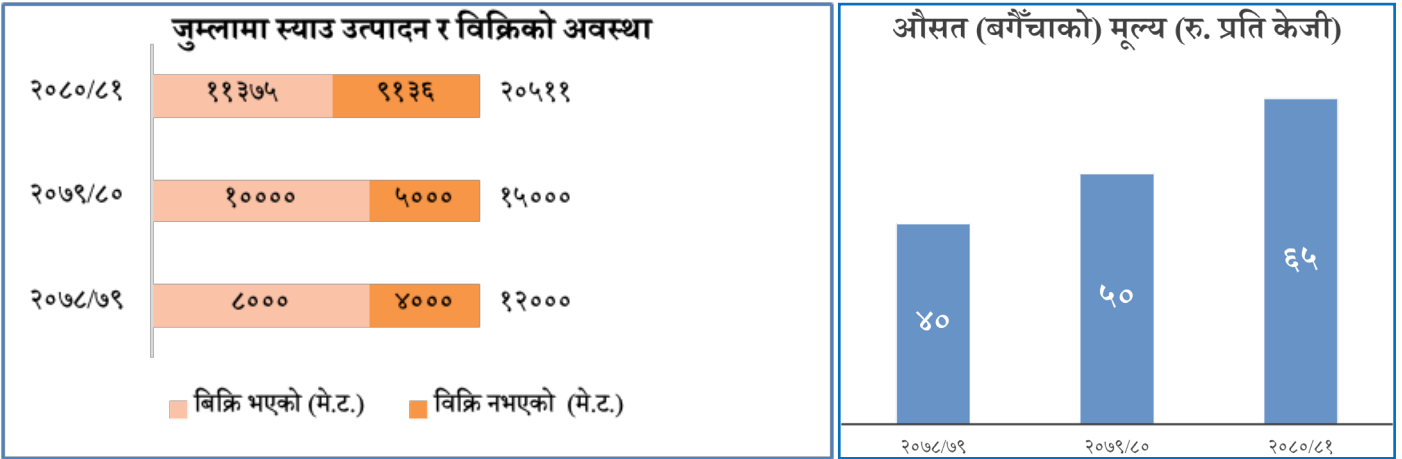 जुम्लामा स्याउ उत्पादन र विक्रिको अवस्था
२०८०/८१ ११३७५ ९१३६ २०५११
२०७९/८० १०००० ५००० १५०००
२०७८/७९ ८००० ४००० १२०००
बिक्रि भएको (मे.ट.) विक्रि नभएको (मे.ट.)
औसत (बगैँचाको) मूल्य (रु. प्रति केजी)
४० ५० ६५
२०७८/७९ २०७९/८० २०८०/८१